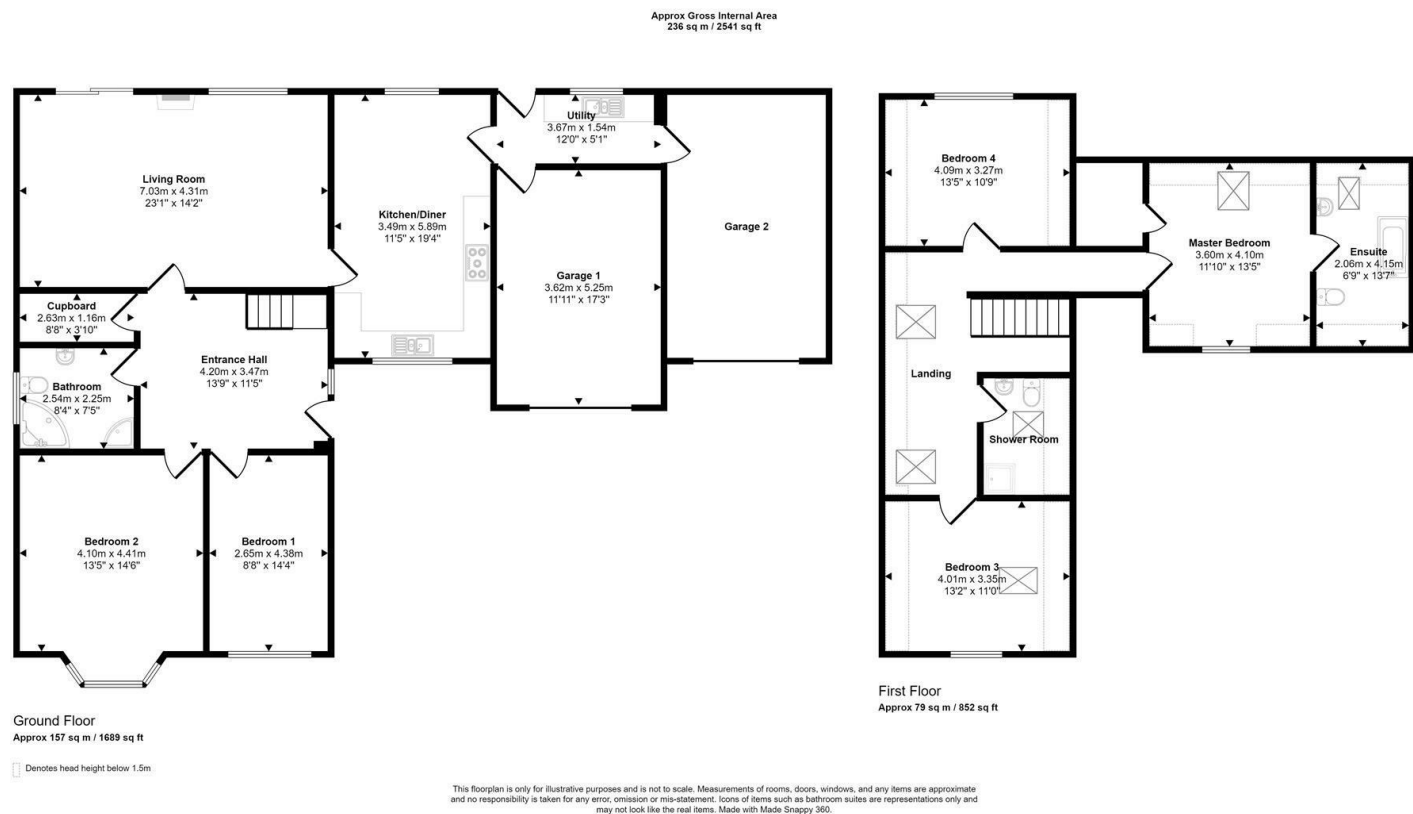 Approx Gross Internal Area
236 sq m / 2541 sq ft
Living Room
7.03m x 4.31m
23'1" x 14'2"
Kitchen/Diner
3.49m x 5.89m
11'5" x 19'4"
Utility
3.67m x 1.54m
12'0" x 5'1"
Garage 2
Garage 1
3.62m x 5.25m
11'11" x 17'3"
Cupboard
2.63m x 1.16m
8'8" x 3'10"
Entrance Hall
4.20m x 3.47m
13'9" x 11'5"
Bathroom
2.54m x 2.25m
8'4" x 7'5"
Bedroom 2
4.10m x 4.41m
13'5" x 14'6"
Bedroom 1
2.65m x 4.38m
8'8" x 14'4"
Ground Floor
Approx 157 sq m / 1689 sq ft
Denotes head height below 1.5m
Bedroom 4
4.09m x 3.27m
13'5" x 10'9"
Master Bedroom
3.60m x 4.10m
11'10" x 13'5"
Ensuite
2.06m x 4.15m
6'9" x 13'7"
Landing
Shower Room
Bedroom 3
4.01m x 3.35m
13'2" x 11'0"
First Floor
Approx 79 sq m / 852 sq ft
This floorplan is only for illustrative purposes and is not to scale. Measurements of rooms, doors, windows, and any items are approximate
and no responsibility is taken for any error, omission or mis-statement. Icons of items such as bathroom suites are representations only and
may not look like the real items. Made with Made Snappy 360.